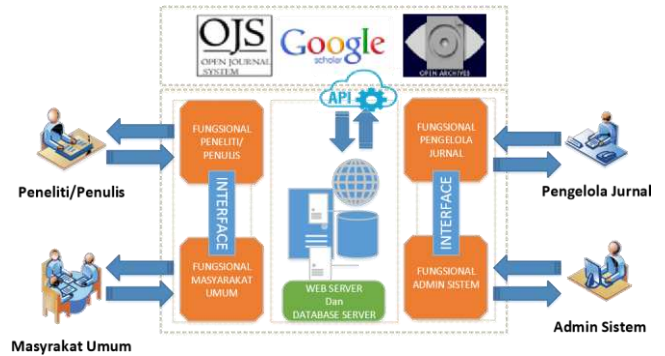 OJS
OPEN JOURNAL
SYSTEM
Google
scholar
OPEN ARCHIVES
API
FUNGSIONAL
PENELITI/
PENULIS
INTERFACE
FUNGSIONAL
MASYARAKAT
UMUM
WEB SERVER
Dan
DATABASE SERVER
FUNGSIONAL
PENGELOLA
JURNAL
INTERFACE
FUNGSIONAL
ADMIN SISTEM
Peneliti/Penulis
Masyrakat Umum
Pengelola Jurnal
Admin Sistem